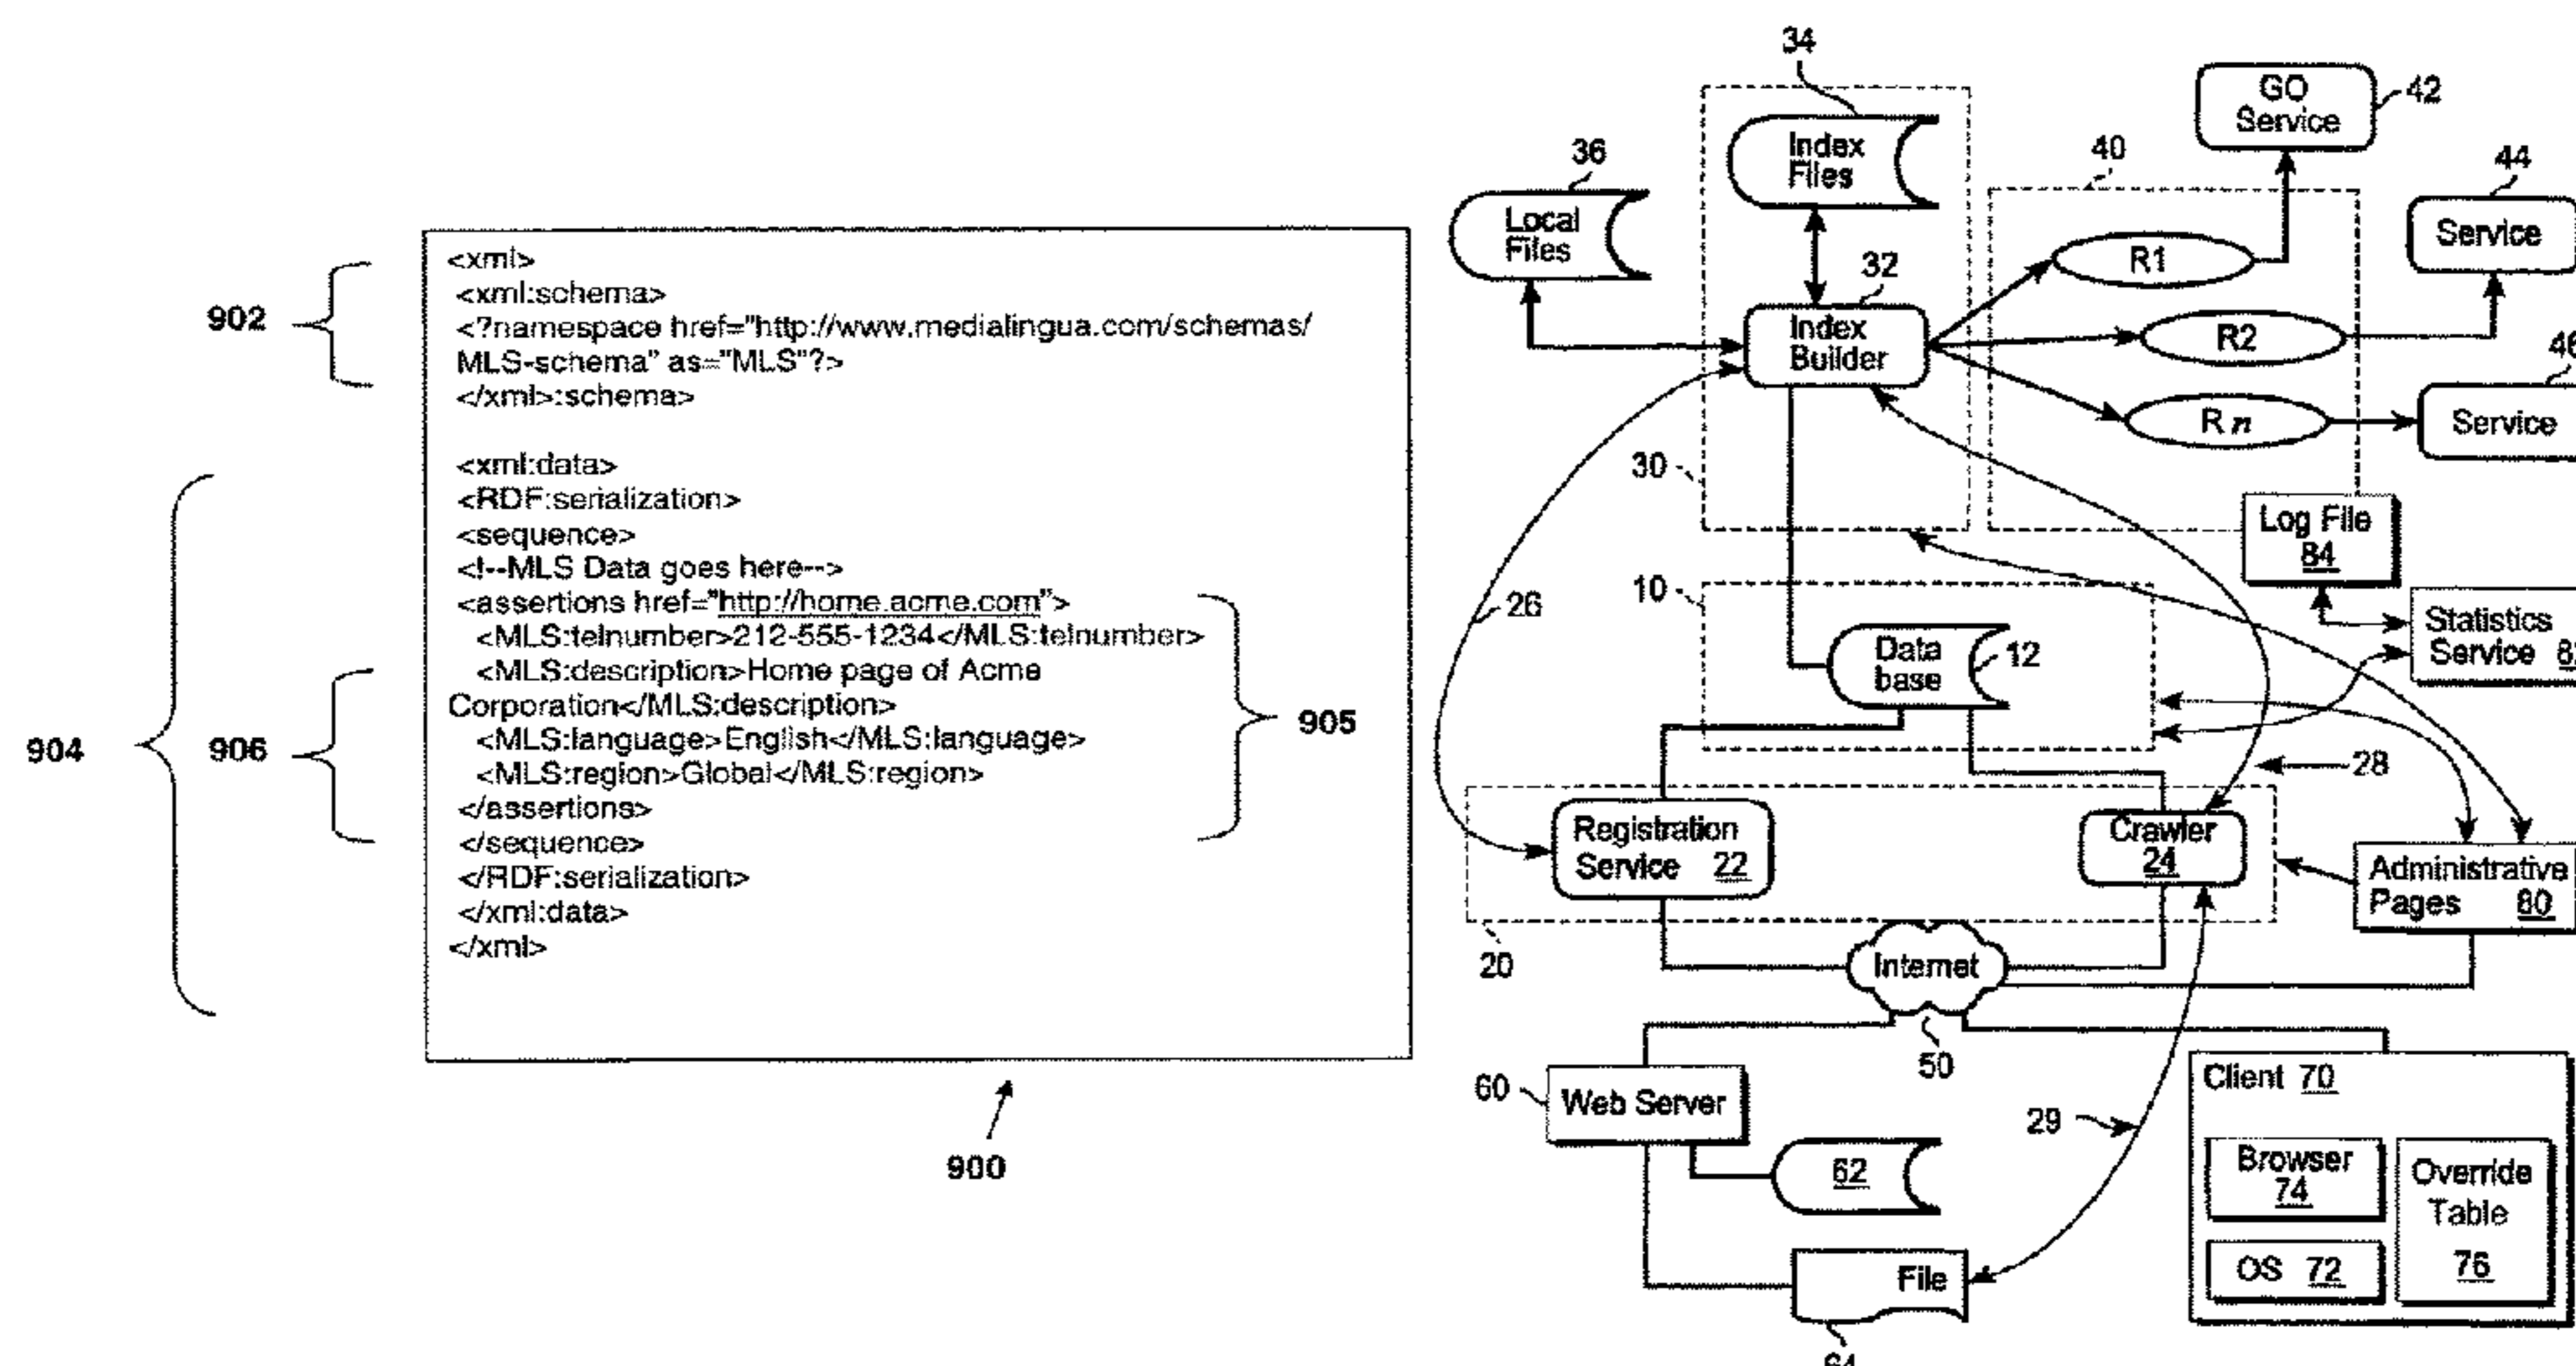 902
904
906
<xml>
<xml:schema>
<?namespace href="http://www.medialingua.com/schemas/
MLS-schema" as="MLS"?>
</xml>:schema>
<xml:data>
<RDF:serialization>
<sequence>
<!--MLS Data goes here-->
<assertions href="http://home.acme.com">
<MLS:telnumber>212-555-1234</MLS:telnumber>
<MLS:description>Home page of Acme
Corporation</MLS:description>
<MLS:language>English</MLS:language>
<MLS:region>Global</MLS:region>
</assertions>
</sequence>
</RDF:serialization>
</xml:data>
</xml>
905
900
34
Index
Files
36
Local
Files
32
Index
Builder
30
40
R1
R2
R n
GO
Service
42
44
Service
46
Service
Log File
84
Statistics
Service
10
Data
base
12
26
28
Registration
Service 22
Crawler
24
Administrative
Pages 80
20
Internet
50
60
Web Server
62
29
File
Client 70
Browser
74
OS 72
Override
Table
76